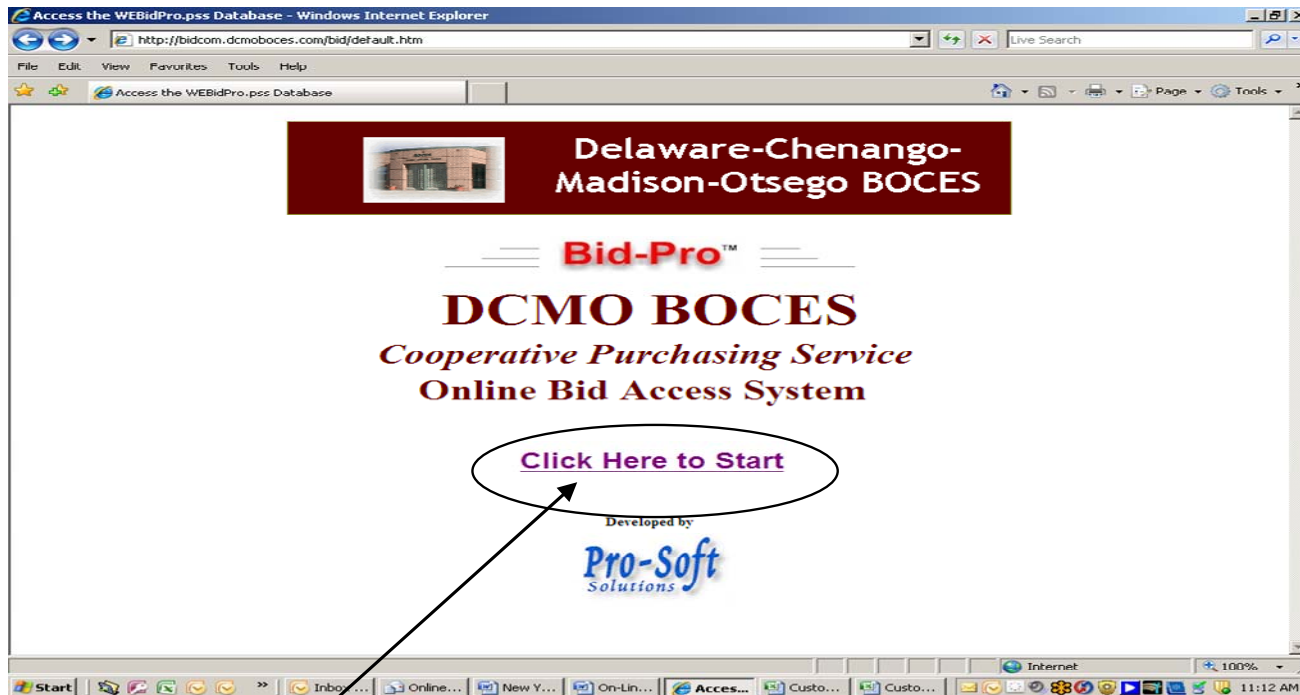 Access the WEBidPro.pss Database - Windows Internet Explorer
http://bidcom.dcmoboces.com/bid/default.htm
Live Search
File Edit View Favorites Tools Help
Access the WEBidPro.pss Database
Page Tools
Delaware-Chenango-
Madison-Otsego BOCES
Bid-Pro™
DCMO BOCES
Cooperative Purchasing Service
Online Bid Access System
Click Here to Start
Developed by
Pro-Soft
Solutions
Internet 100%
Start » Inbox ... Online... New Y... On-Lin... Acces... Custo... Custo... 11:12 AM